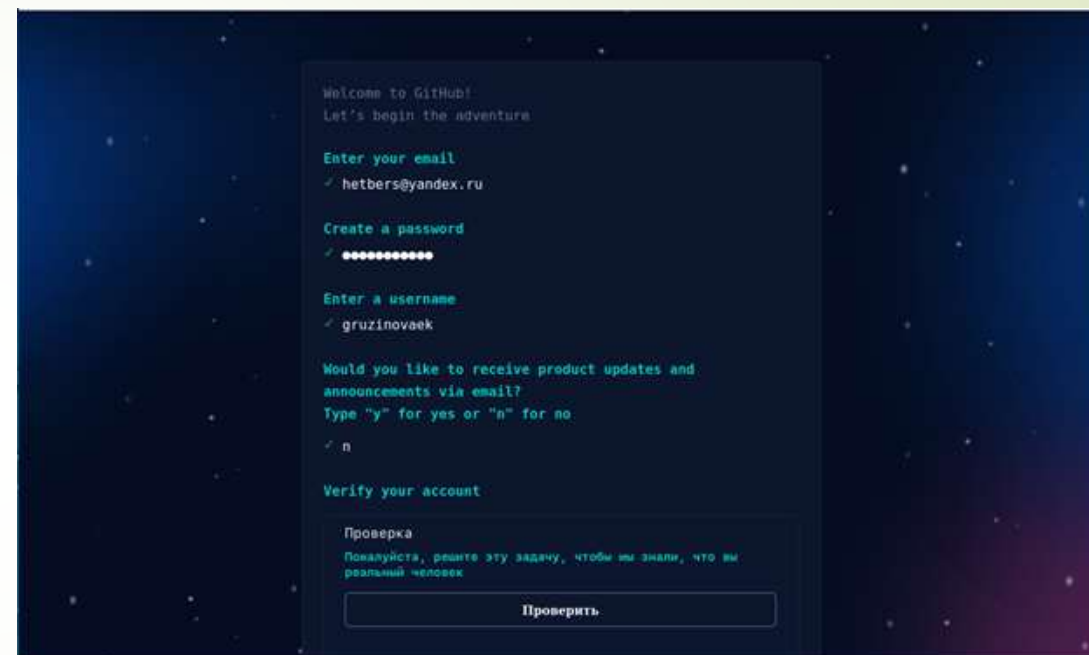 Welcome to GitHub!
Let's begin the adventure
Enter your email
✓ hetbers@yandex.ru
Create a password
✓ ●●●●●●●●●●●
Enter a username
✓ gruzinovaek
Would you like to receive product updates and
announcements via email?
Type "y" for yes or "n" for no
✓ n
Verify your account
Проверка
Пожалуйста, решите эту задачу, чтобы мы знали, что вы
реальный человек
Проверить